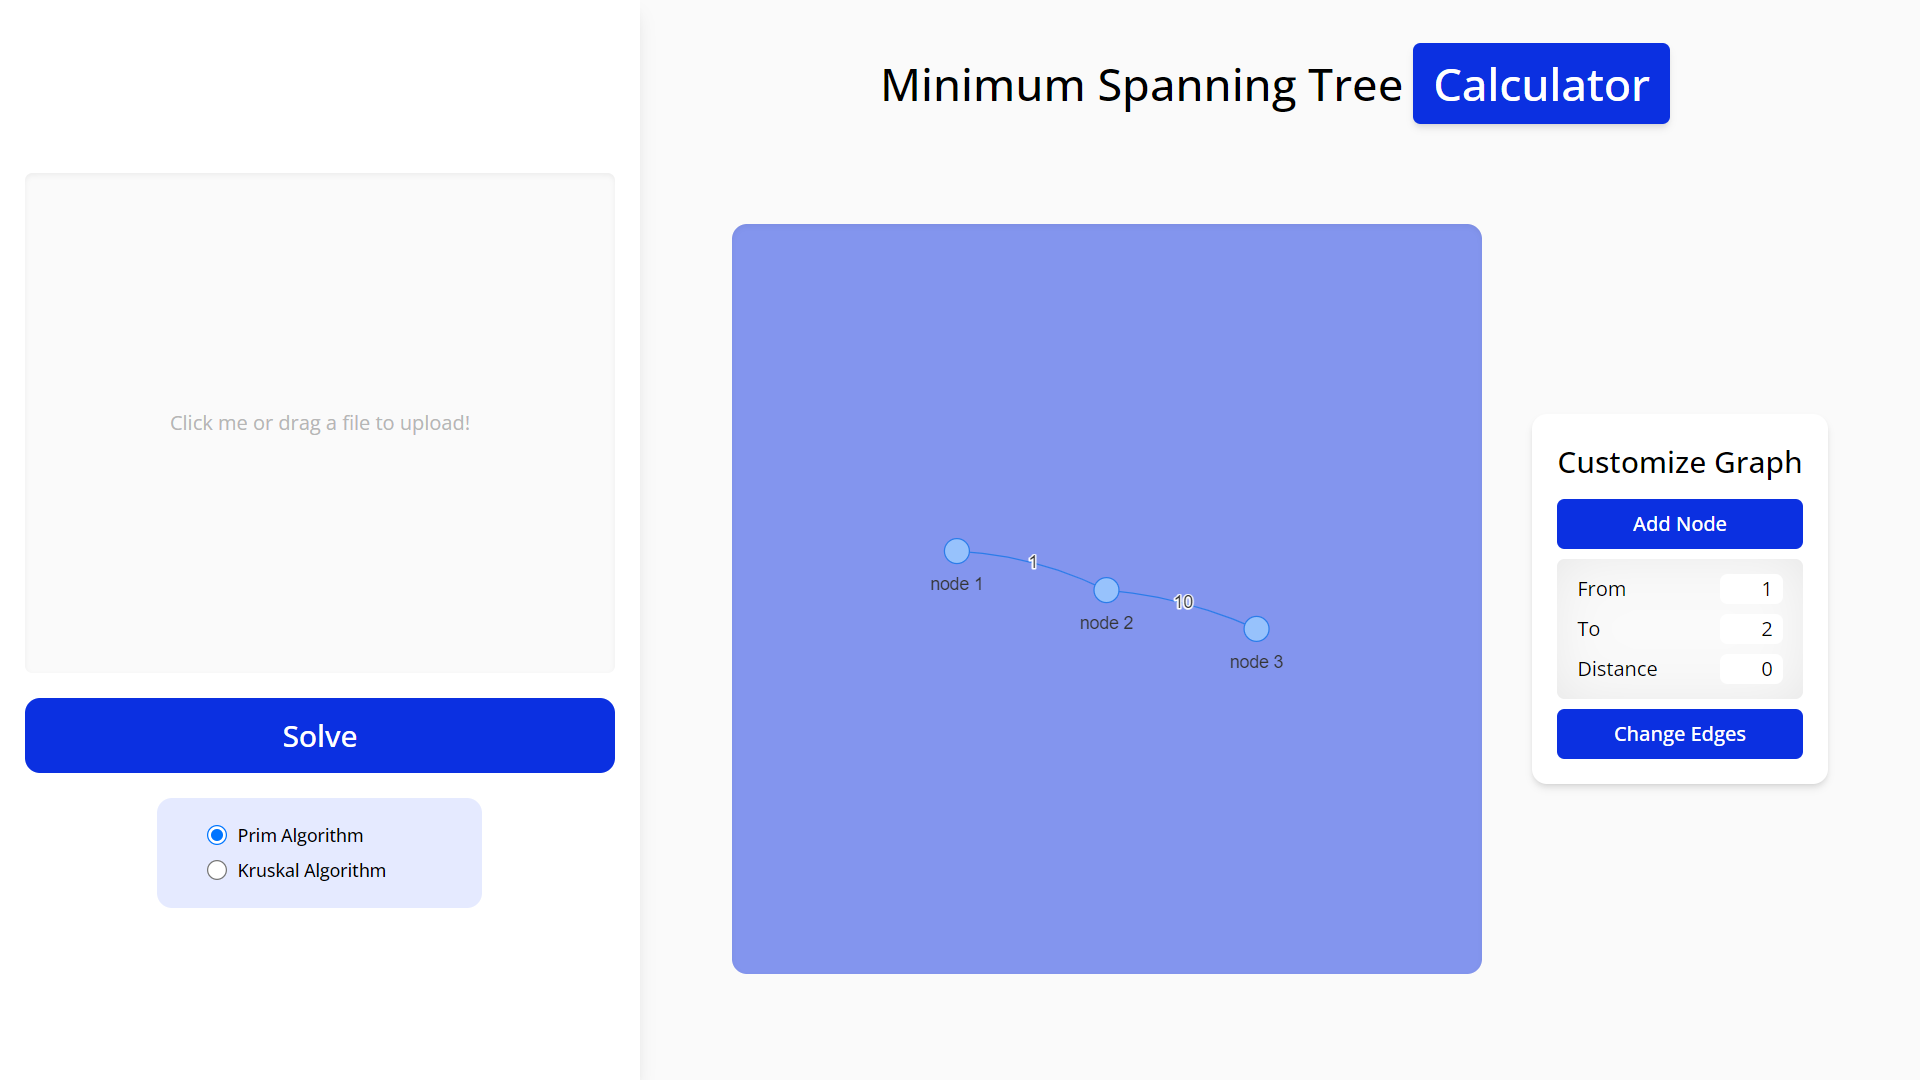 Minimum Spanning Tree Calculator
Click me or drag a file to upload!
Solve
Prim Algorithm
Kruskal Algorithm
1
10
node 1
node 2
node 3
Customize Graph
Add Node
From 1
To 2
Distance 0
Change Edges